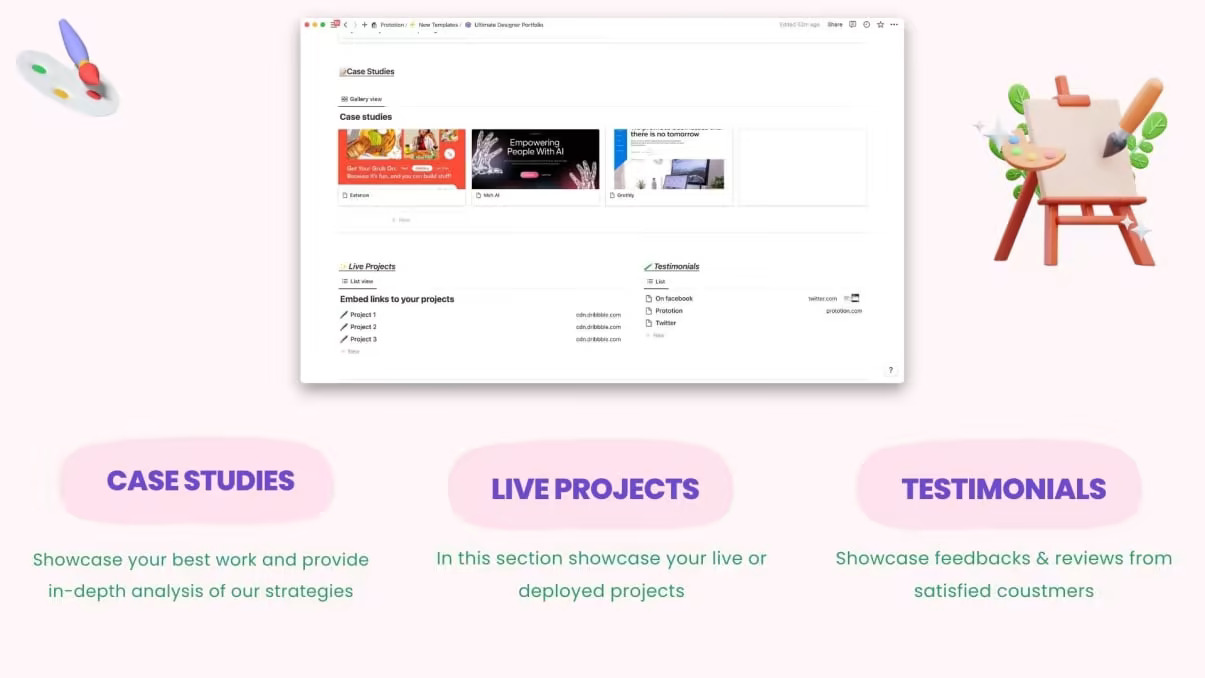 Prototion / New Templates / Ultimate Designer Portfolio
Edited 52m ago Share
Case Studies
Gallery view
Case studies
Get Your Grub On:
Because it's fun, and you can build stuff!
Empowering
People With AI
there is no tomorrow
Extensie
Mish AI
Growthly
+ New
Live Projects
List view
Embed links to your projects
Project 1 cdn.dribbble.com
Project 2 cdn.dribbble.com
Project 3 cdn.dribbble.com
+ New
Testimonials
List
On facebook twitter.com
Prototion prototion.com
Twitter
+ New
?
CASE STUDIES
Showcase your best work and provide
in-depth analysis of our strategies
LIVE PROJECTS
In this section showcase your live or
deployed projects
TESTIMONIALS
Showcase feedbacks & reviews from
satisfied coustmers